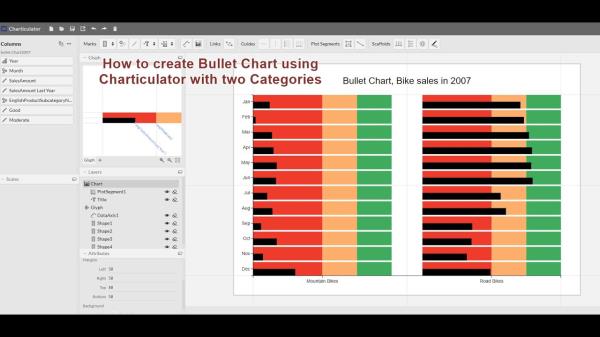 Charticulator
Columns
Marks
Links
Guides:
Plot Segments
Scaffolds:
How to create Bullet Chart using
Charticulator with two Categories
Year
Month
SalesAmount
SalesAmount Last Year
EnglishProductSubcategoryN...
Good
Moderate
Scales
Glyph
Layers
Chart
PlotSegment1
Title
Glyph
DataAxis1
Shape1
Shape2
Shape3
Shape4
Attributes
Margins
Left 50
Right 50
Top 80
Bottom 50
Background
Bullet Chart, Bike sales in 2007
Jan
Feb
Mar
Apr
May
Jun
Jul
Aug
Sep
Oct
Nov
Dec
Mountain Bikes
Road Bikes